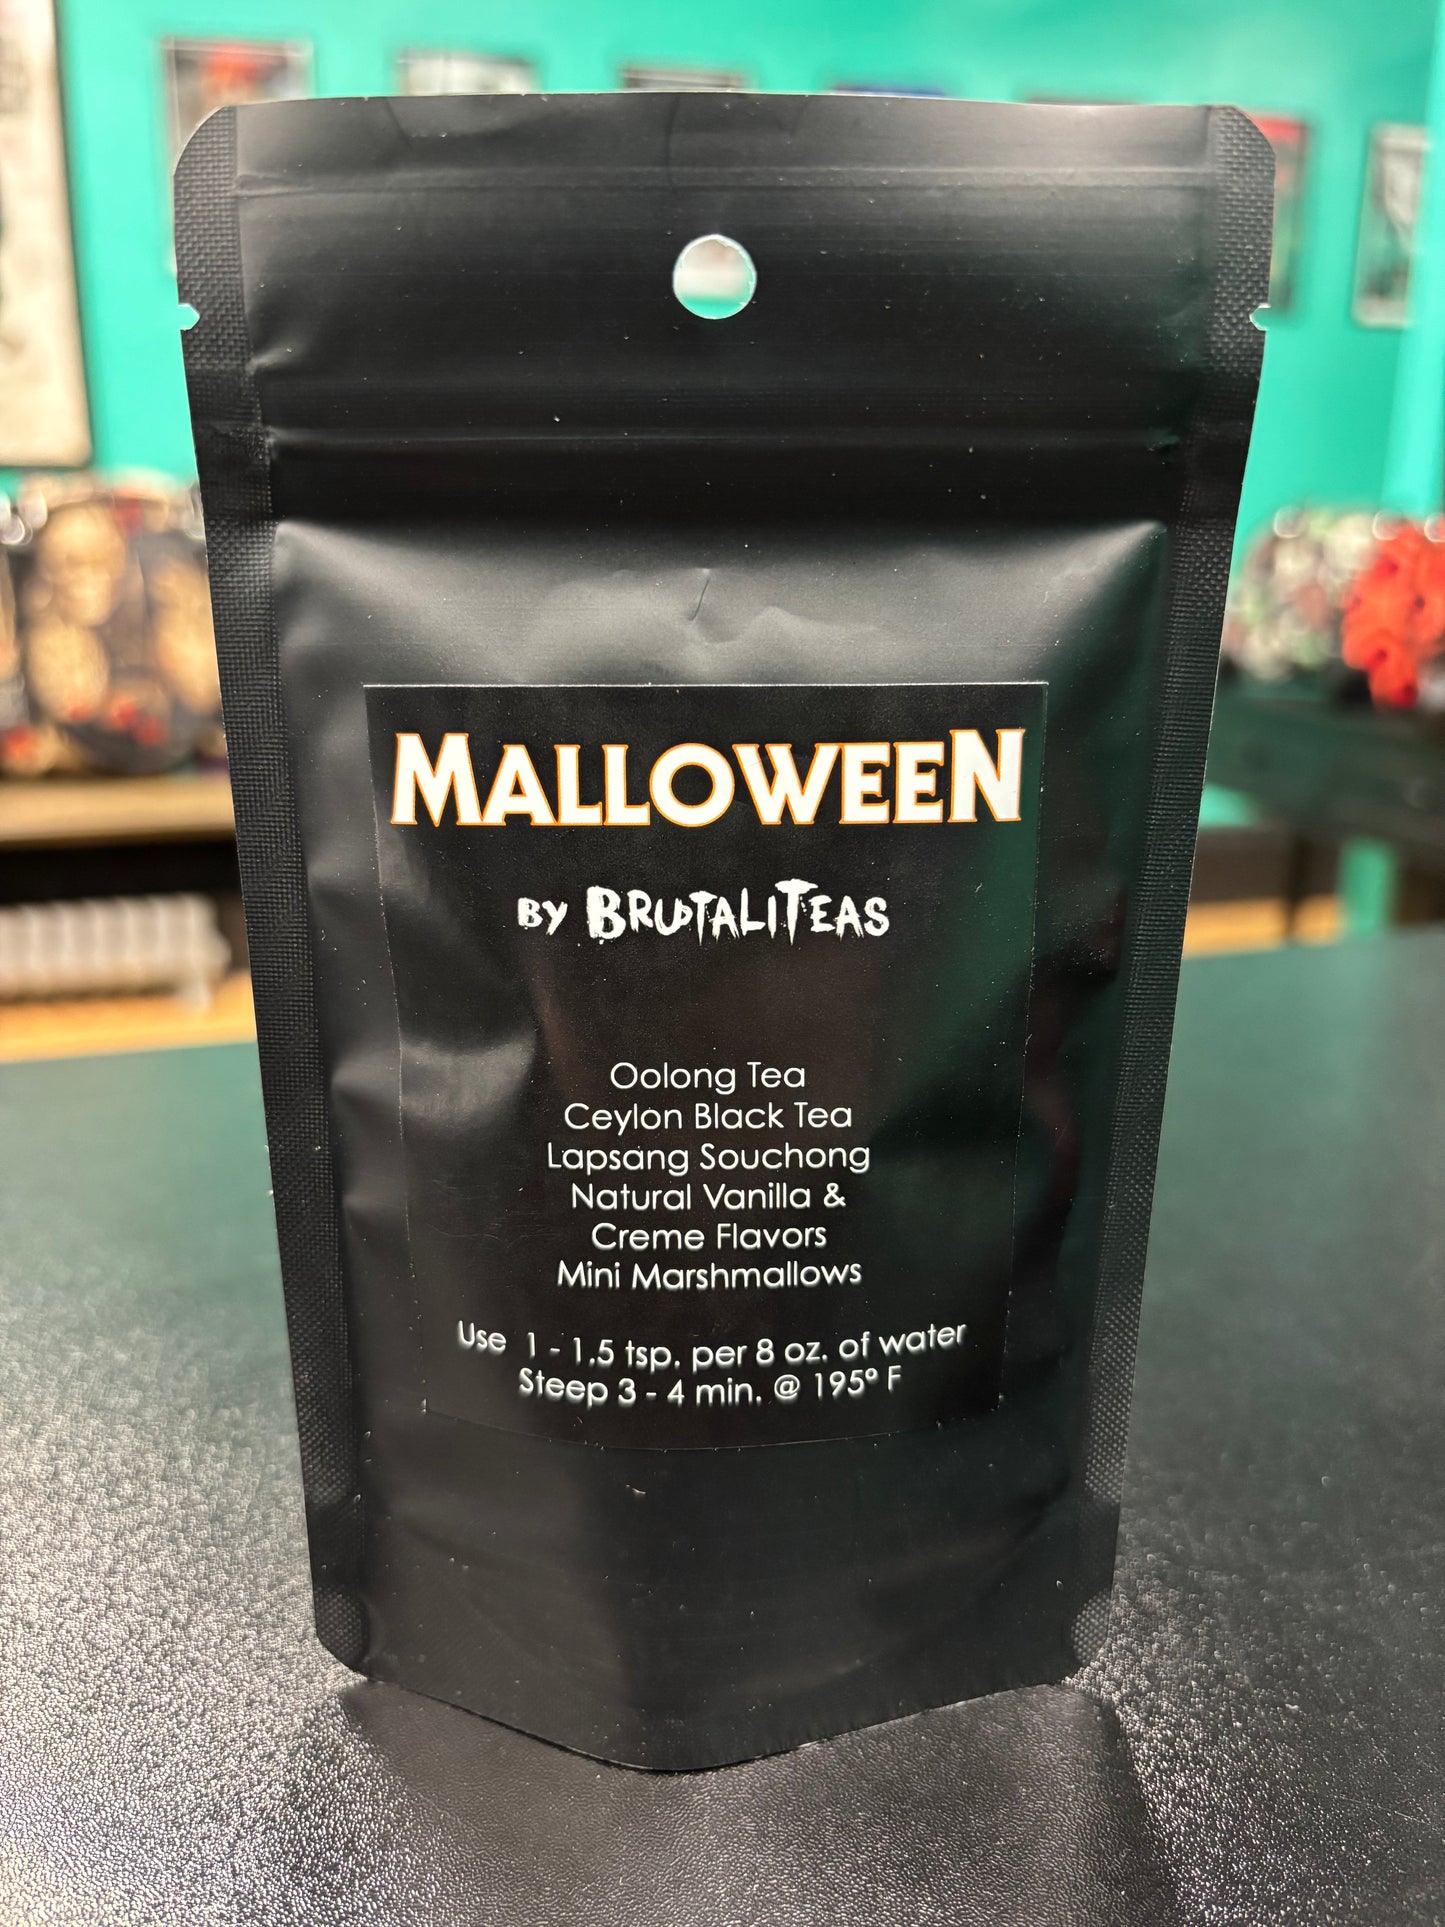 MALLOWEEN
BY BRUTALITEAS
Oolong Tea
Ceylon Black Tea
Lapsang Souchong
Natural Vanilla &
Creme Flavors
Mini Marshmallows
Use 1 - 1.5 tsp. per 8 oz. of water
Steep 3 - 4 min. @ 195° F